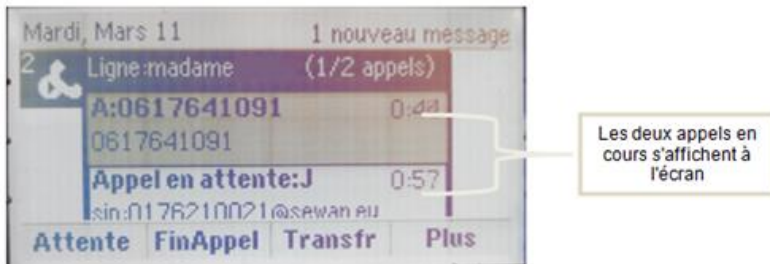 Mardi, Mars 11 1 nouveau message
2 Ligne:madame (1/2 appels)
A:0617641091 0:44
0617641091
Appel en attente:J 0:57
sip:0176210021@sewan.eu
Attente FinAppel Transfr Plus
Les deux appels en
cours s'affichent à
l'écran